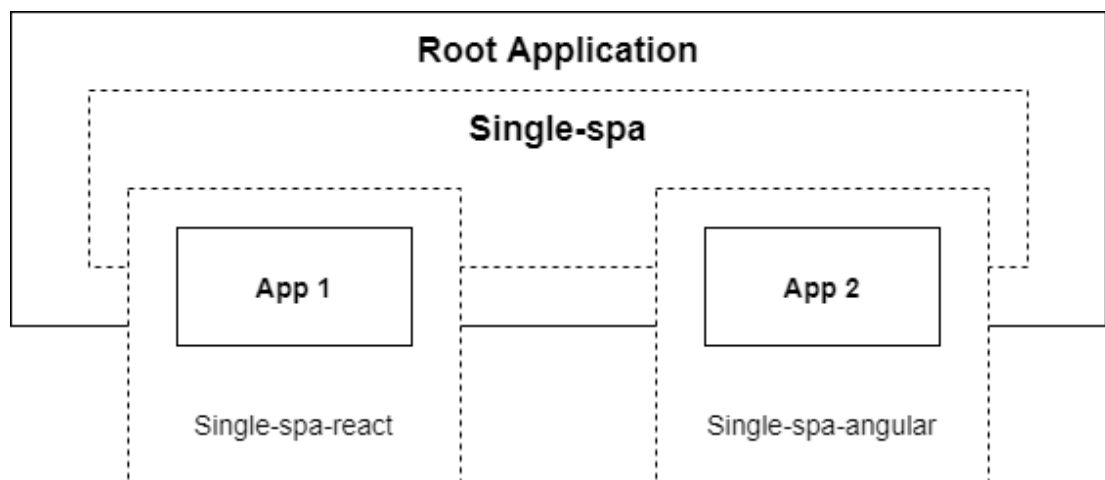 Root Application
Single-spa
App 1
App 2
Single-spa-react
Single-spa-angular